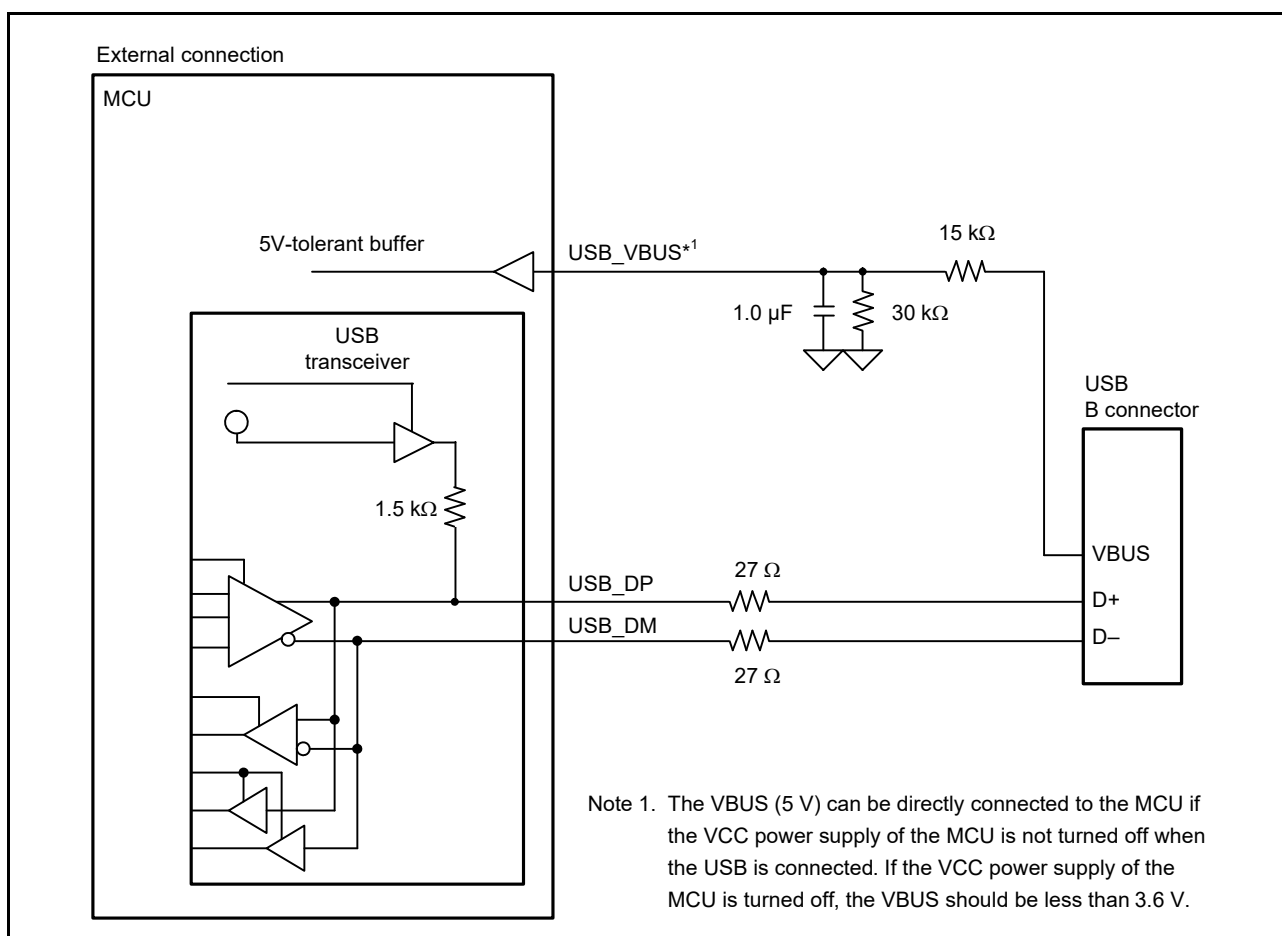 External connection
MCU
5V-tolerant buffer
USB_VBUS*1
15 kΩ
1.0 µF
30 kΩ
USB
transceiver
USB
B connector
1.5 kΩ
VBUS
USB_DP
27 Ω
D+
USB_DM
D–
27 Ω
Note 1. The VBUS (5 V) can be directly connected to the MCU if
the VCC power supply of the MCU is not turned off when
the USB is connected. If the VCC power supply of the
MCU is turned off, the VBUS should be less than 3.6 V.